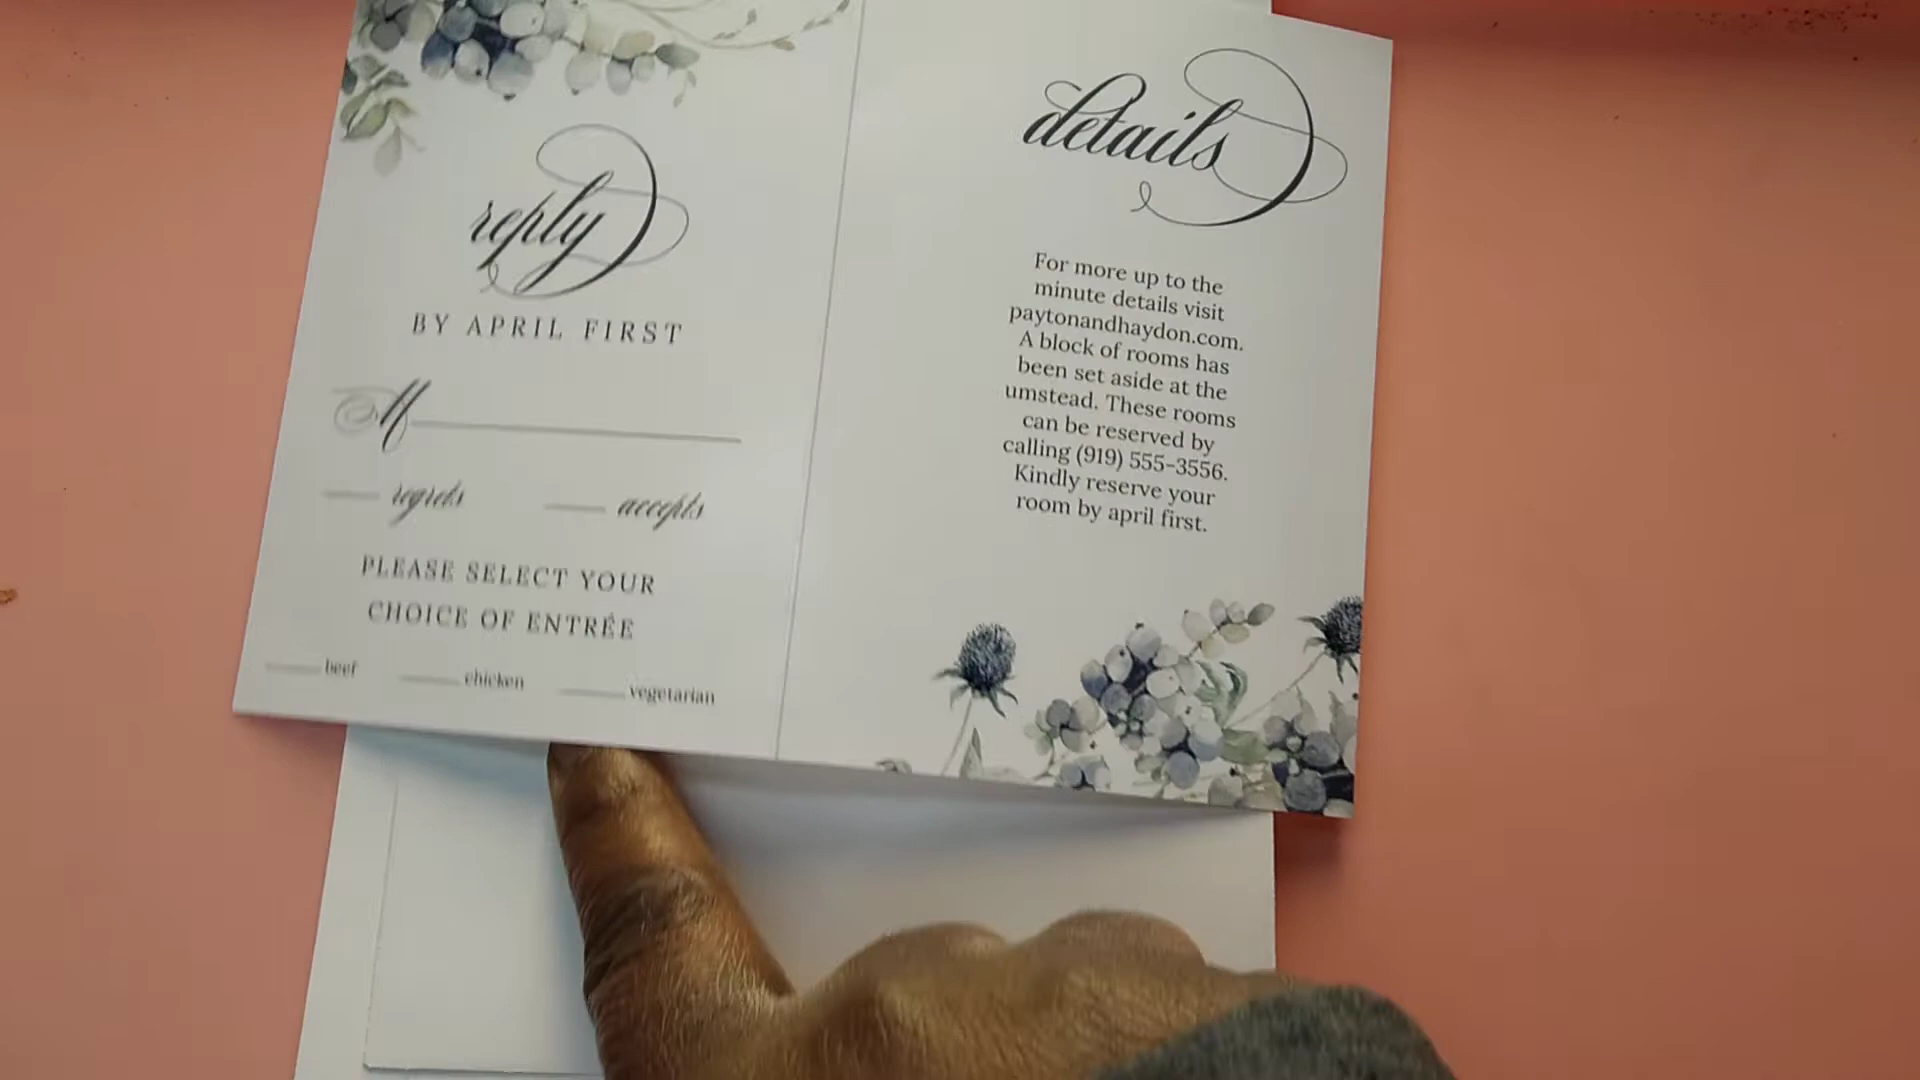 reply
BY APRIL FIRST
M
regrets accepts
PLEASE SELECT YOUR
CHOICE OF ENTRÉE
beef chicken vegetarian
details
For more up to the
minute details visit
paytonandhaydon.com.
A block of rooms has
been set aside at the
umstead. These rooms
can be reserved by
calling (919) 555-3556.
Kindly reserve your
room by april first.